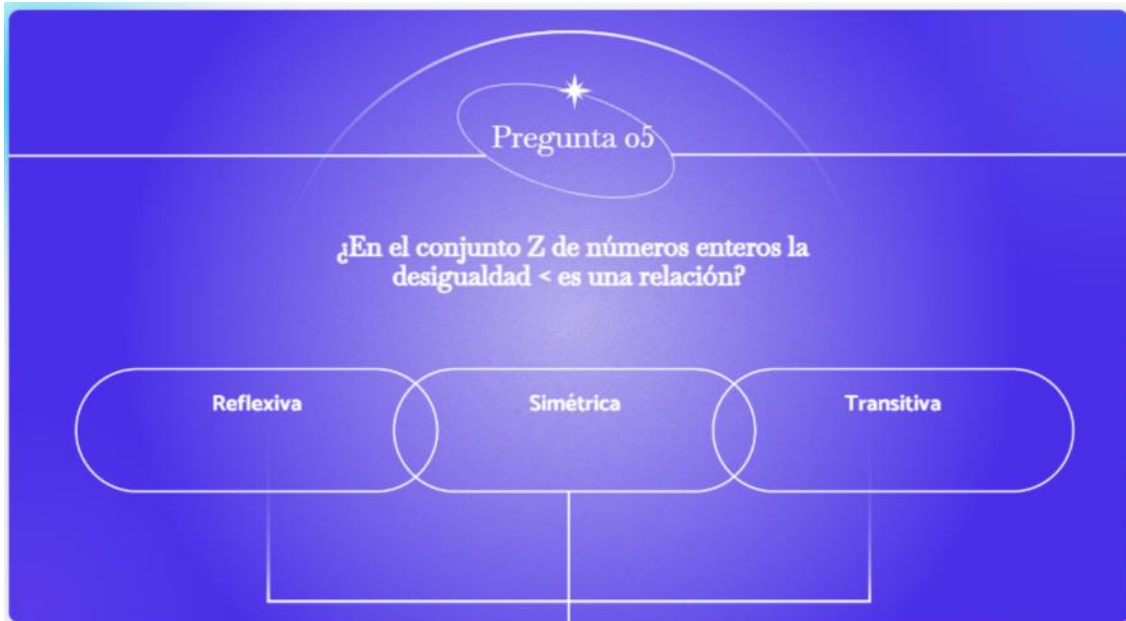 Pregunta 05
¿En el conjunto Z de números enteros la
desigualdad < es una relación?
Reflexiva
Simétrica
Transitiva